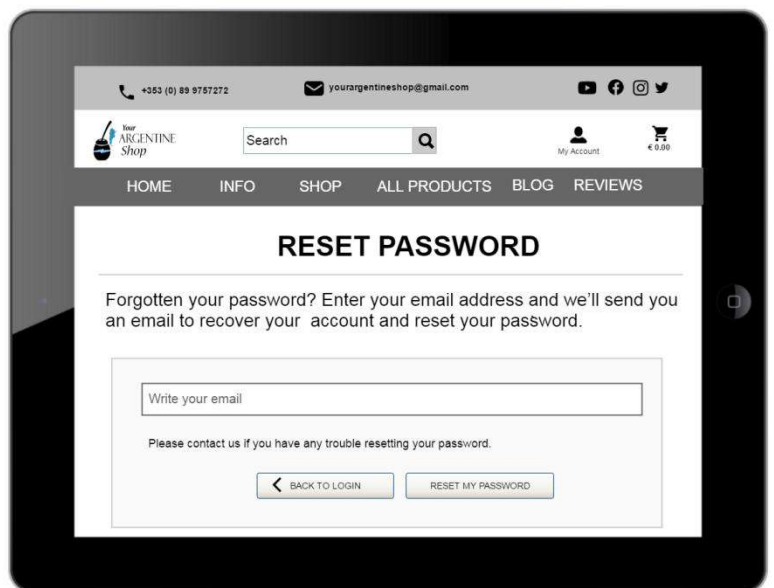 +353 (0) 89 9757272
yourargentineshop@gmail.com
Your
ARGENTINE
Shop
Search
My Account
€ 0.00
HOME INFO SHOP ALL PRODUCTS BLOG REVIEWS
RESET PASSWORD
Forgotten your password? Enter your email address and we'll send you
an email to recover your account and reset your password.
Write your email
Please contact us if you have any trouble resetting your password.
BACK TO LOGIN
RESET MY PASSWORD